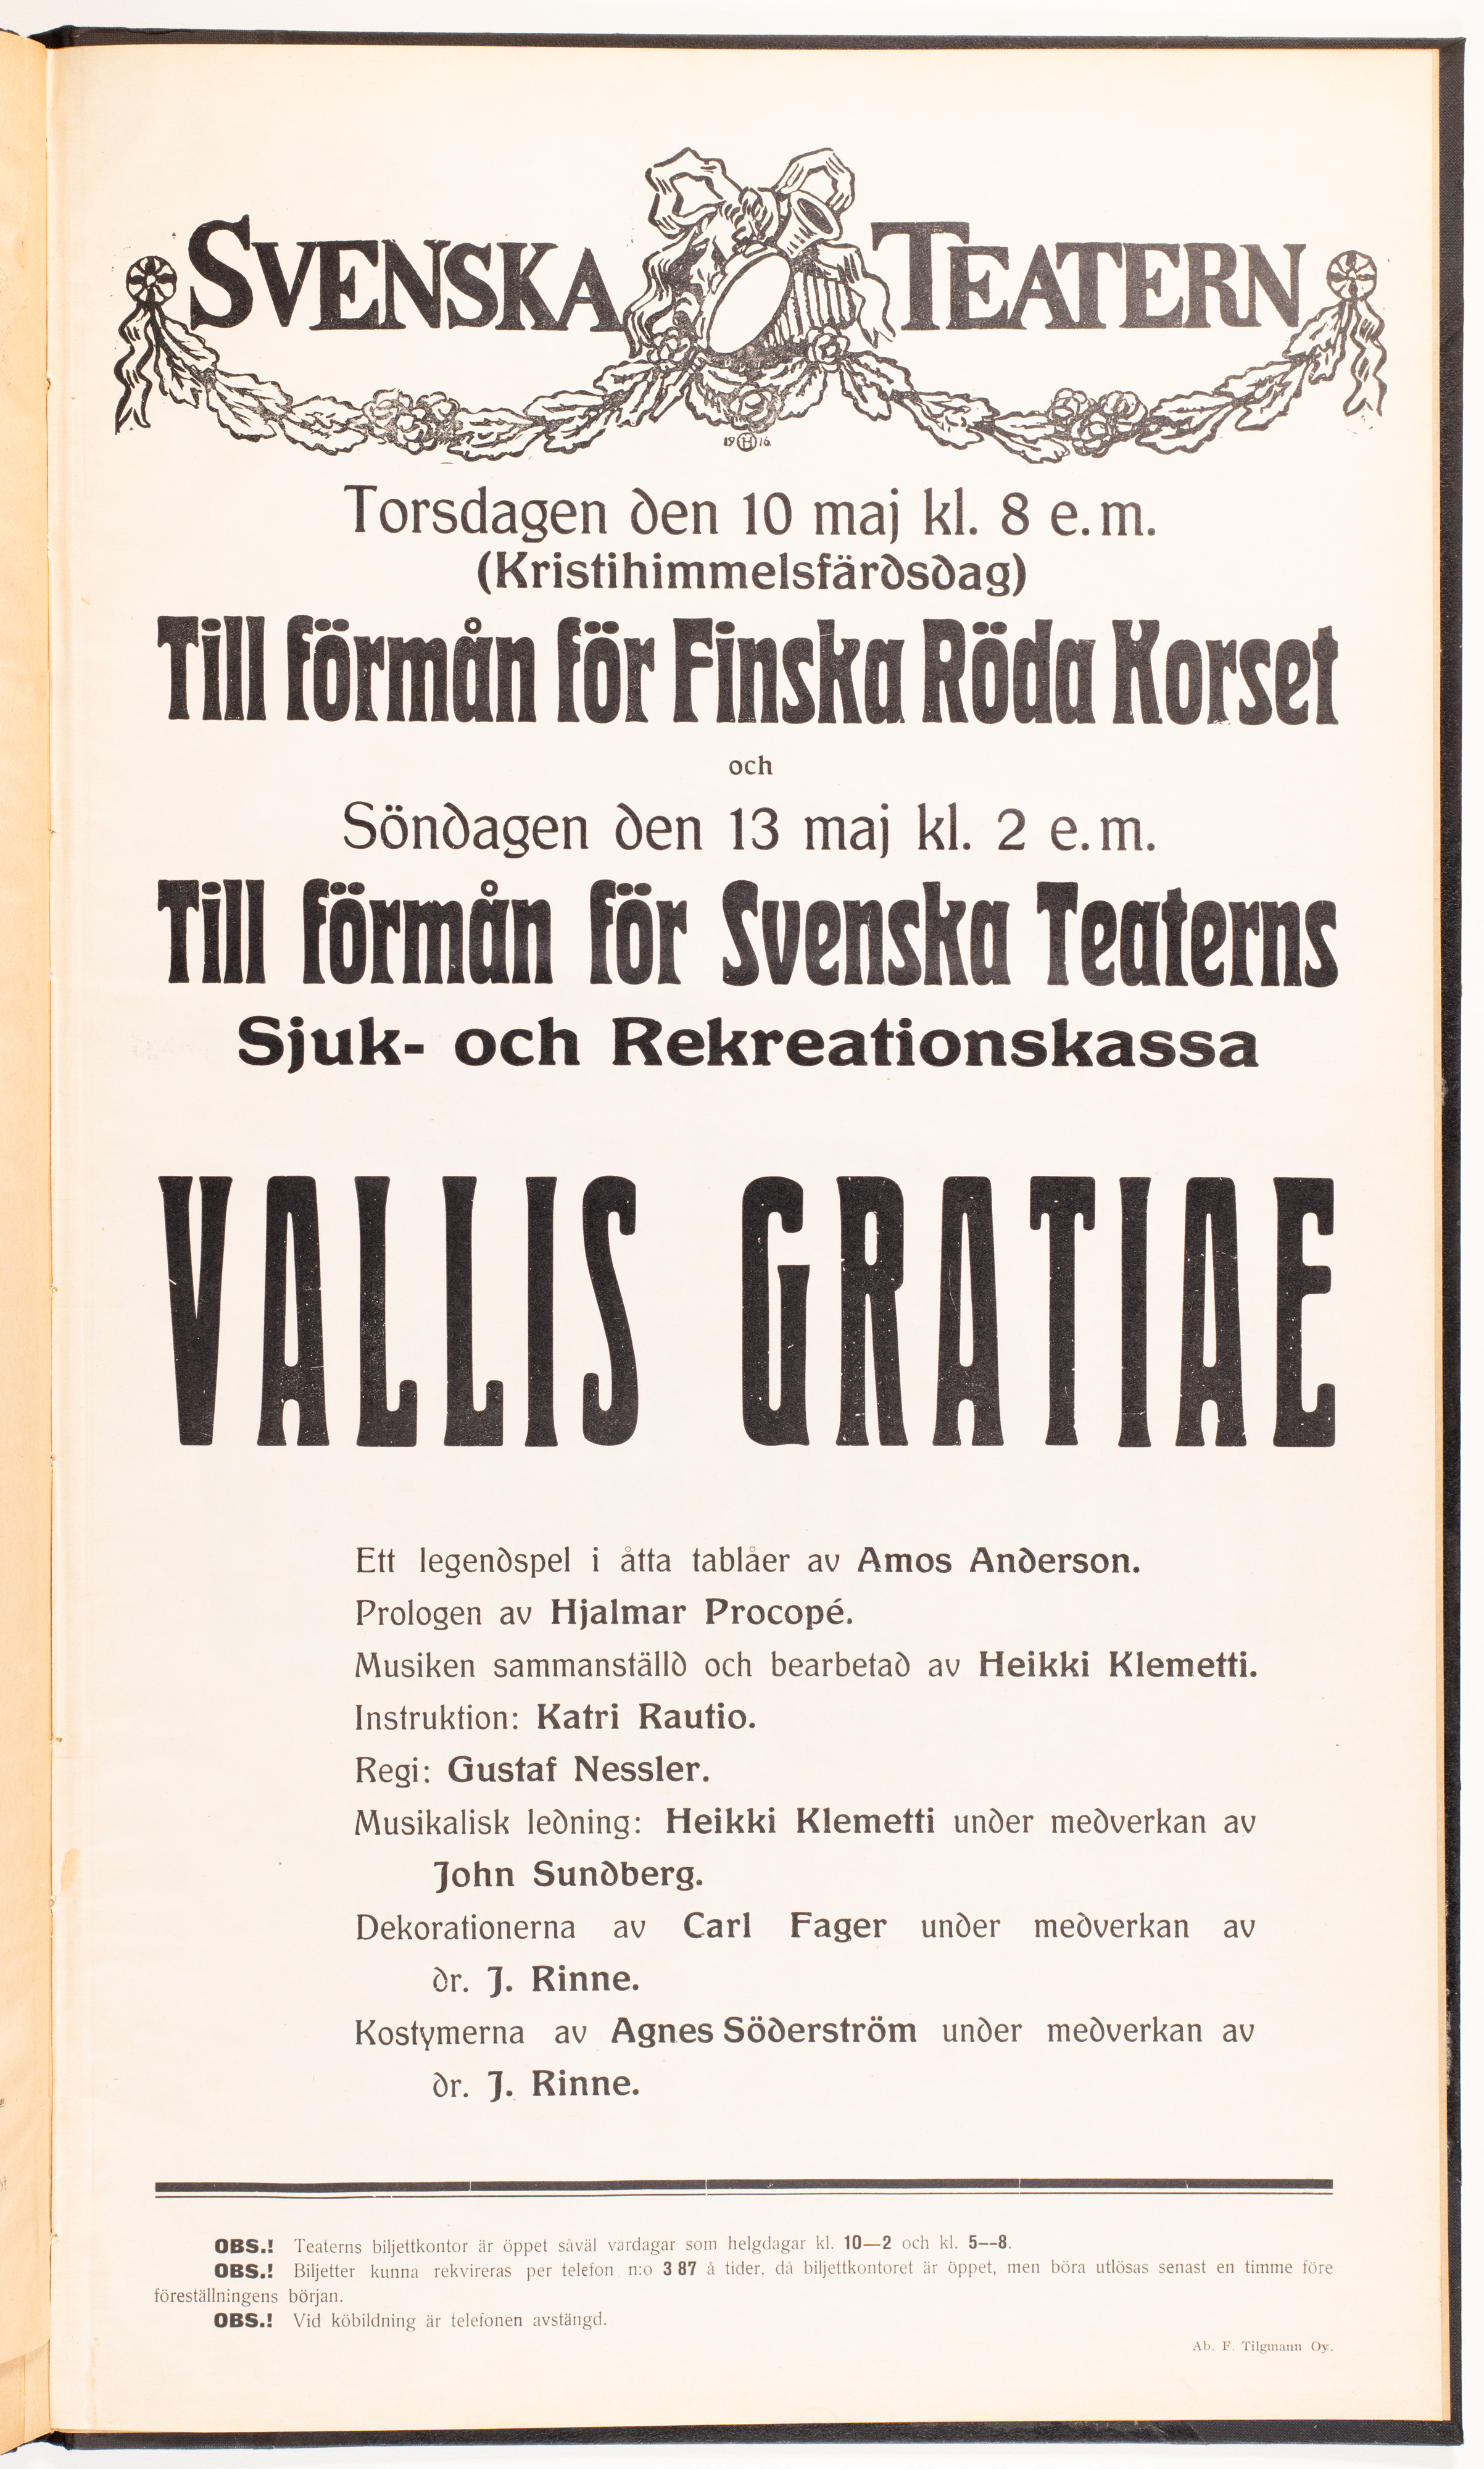 SVENSKA TEATERN
19 H 16
Torsdagen den 10 maj kl. 8 e.m.
(Kristihimmelsfärdsdag)
Till förmån för Finska Röda Korset
och
Söndagen den 13 maj kl. 2 e.m.
Till förmån för Svenska Teaterns
Sjuk- och Rekreationskassa
VALLIS GRATIAE
Ett legendspel i åtta tablåer av Amos Anderson.
Prologen av Hjalmar Procopé.
Musiken sammanställd och bearbetad av Heikki Klemetti.
Instruktion: Katri Rautio.
Regi: Gustaf Nessler.
Musikalisk ledning: Heikki Klemetti under medverkan av
John Sundberg.
Dekorationerna av Carl Fager under medverkan av
dr. J. Rinne.
Kostymerna av Agnes Söderström under medverkan av
dr. J. Rinne.
OBS.! Teaterns biljettkontor är öppet såväl vardagar som helgdagar kl. 10—2 och kl. 5--8.
OBS.! Biljetter kunna rekvireras per telefon n:o 3 87 å tider, då biljettkontoret är öppet, men böra utlösas senast en timme före
föreställningens början.
OBS.! Vid köbildning är telefonen avstängd.
Ab. F. Tilgmann Oy.